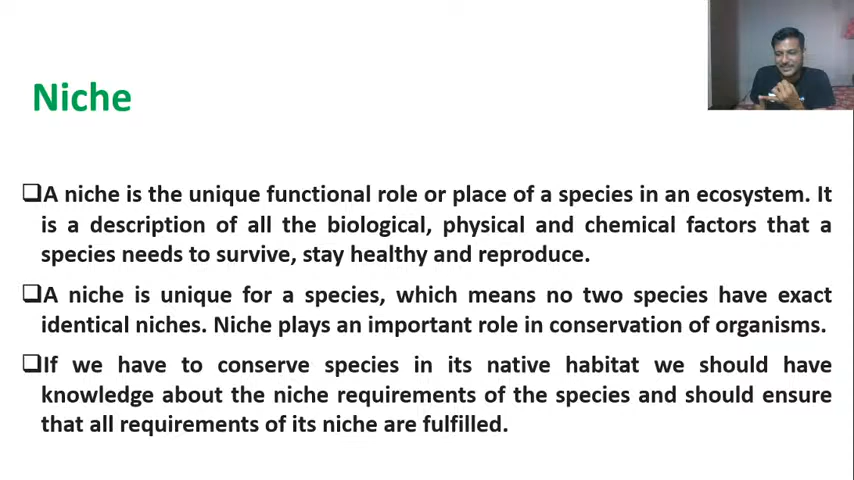 Niche
❑A niche is the unique functional role or place of a species in an ecosystem. It
is a description of all the biological, physical and chemical factors that a
species needs to survive, stay healthy and reproduce.
❑A niche is unique for a species, which means no two species have exact
identical niches. Niche plays an important role in conservation of organisms.
❑If we have to conserve species in its native habitat we should have
knowledge about the niche requirements of the species and should ensure
that all requirements of its niche are fulfilled.